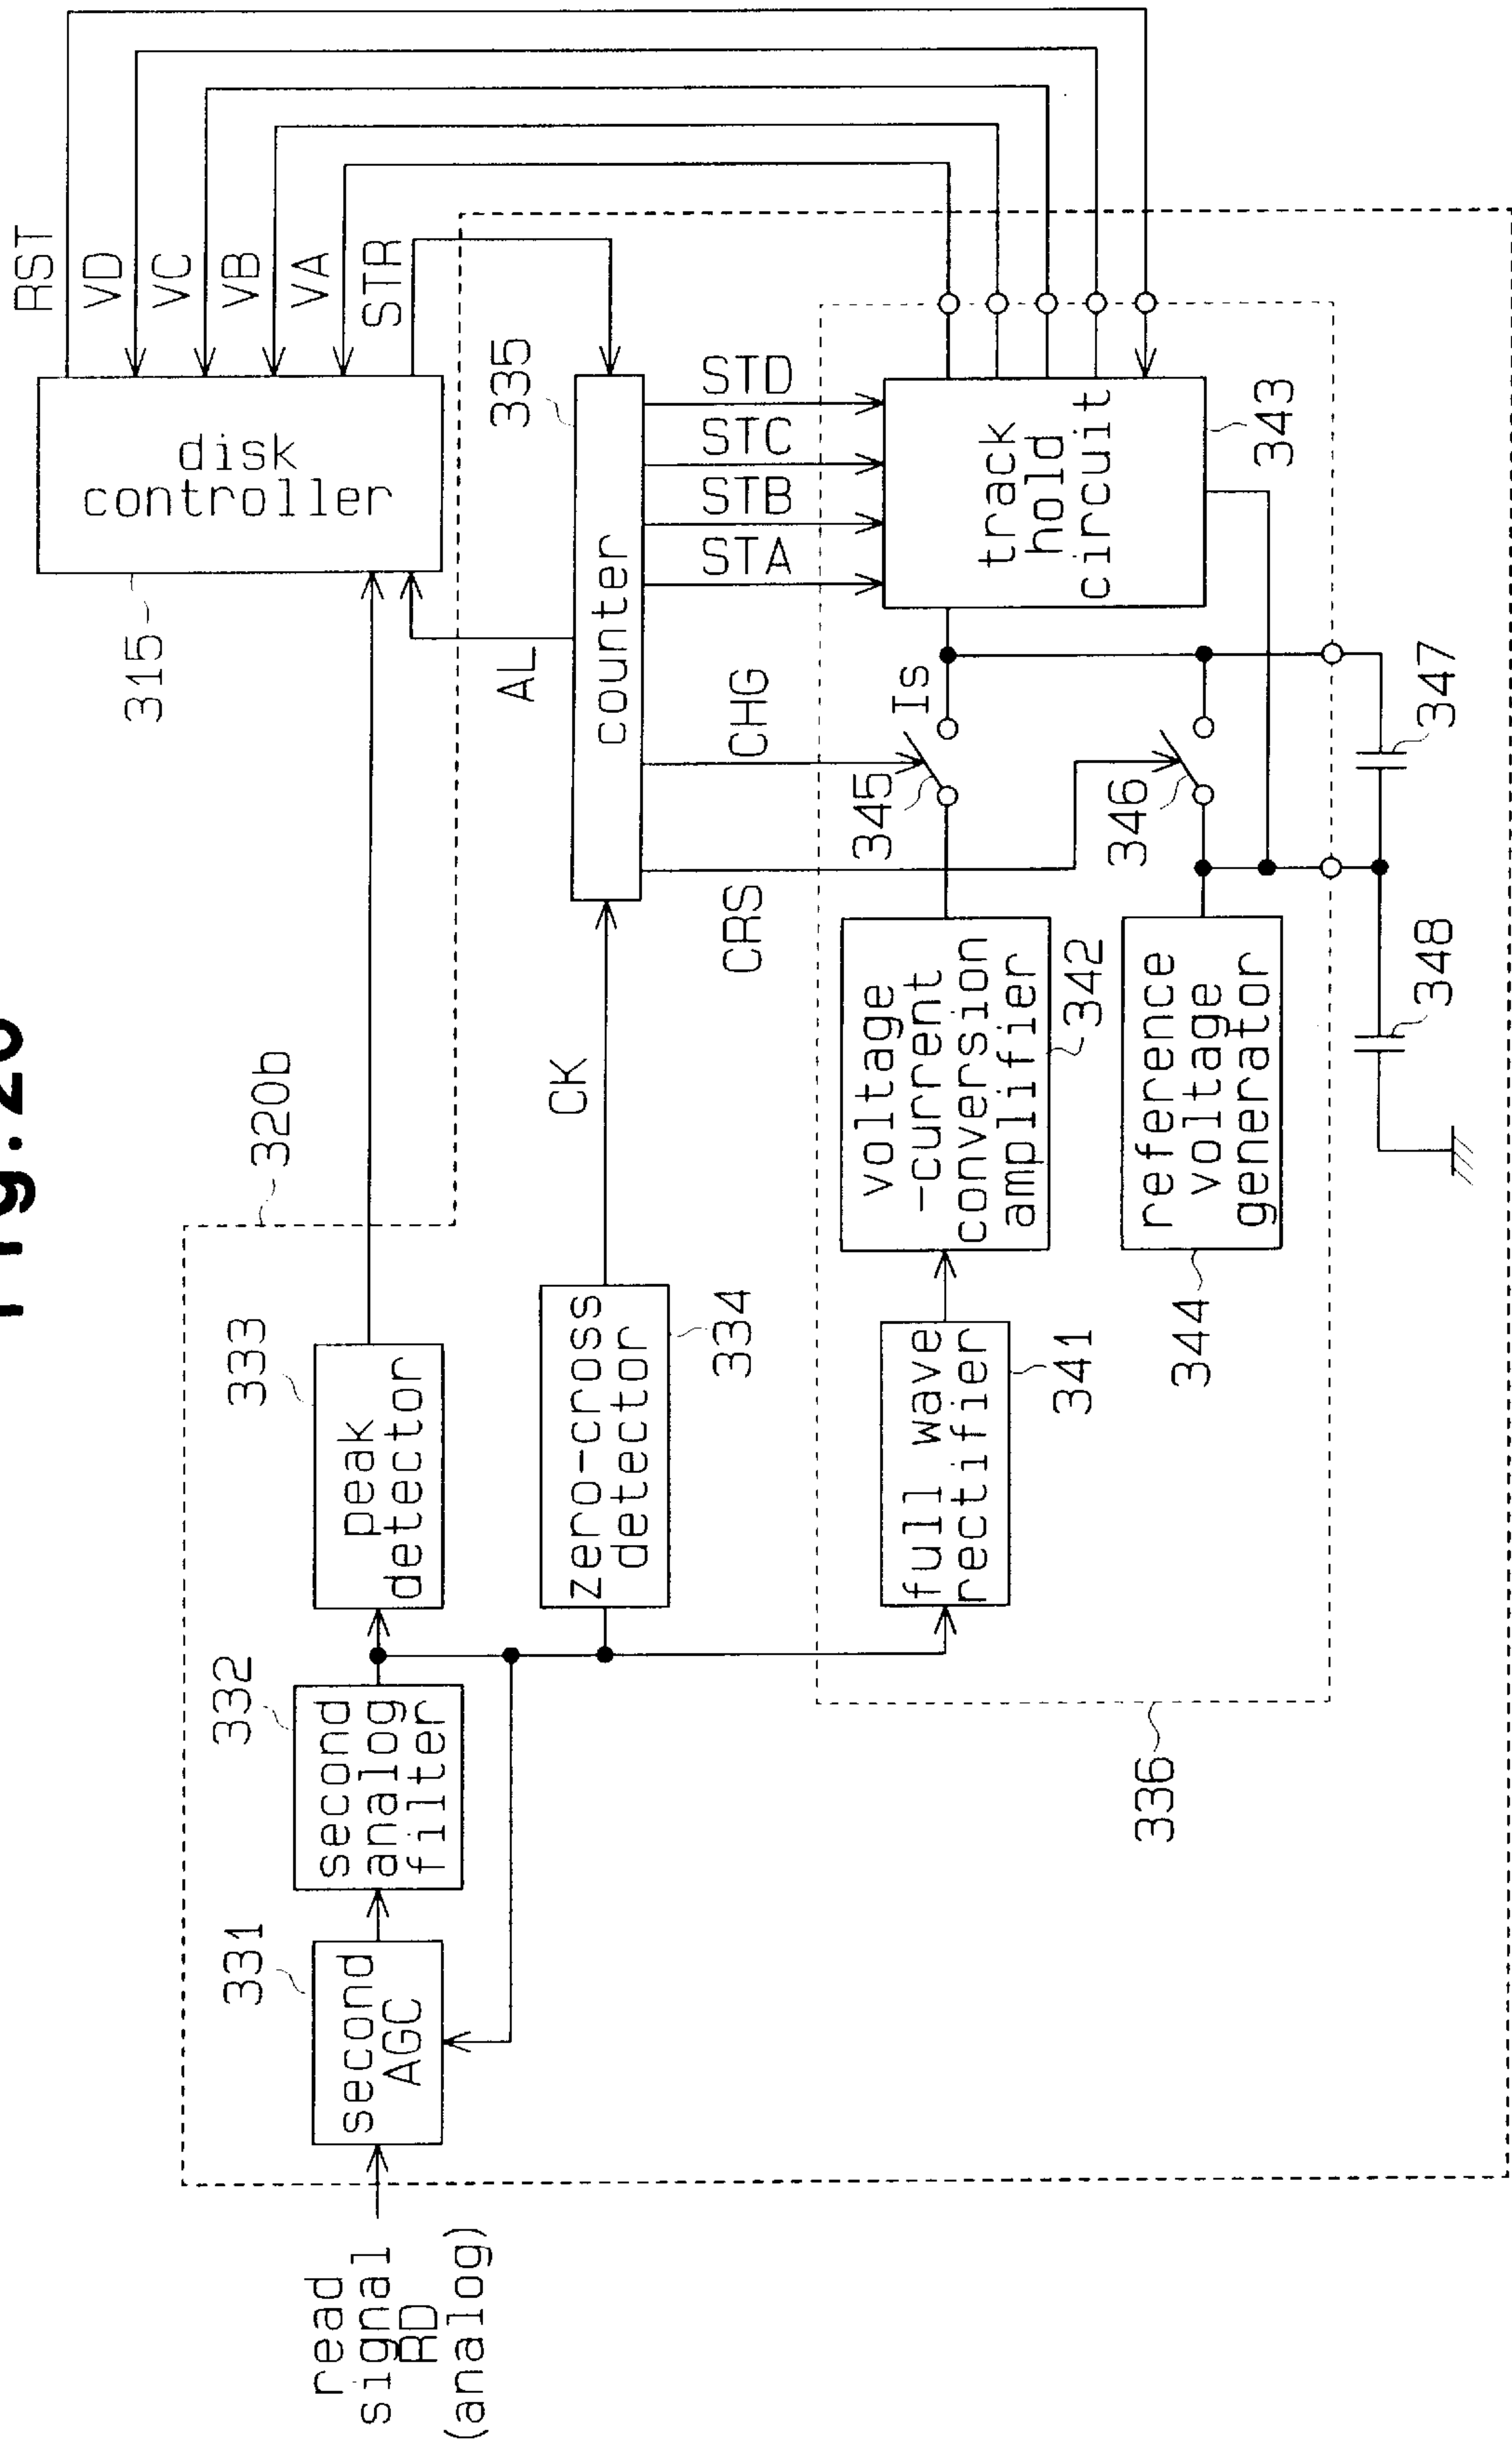 Fig.20
read
signal
RD
(analog)
331
second
AGC
332
second
analog
filter
333
peak
detector
320b
315
disk
controller
RST
VD
VC
VB
VA
STR
zero-cross
detector
334
CK
counter
335
AL
CRS
CHG
STA
STB
STC
STD
full wave
rectifier
341
voltage
-current
conversion
amplifier
342
345
Is
track
hold
circuit
343
336
344
reference
voltage
generator
346
348
347